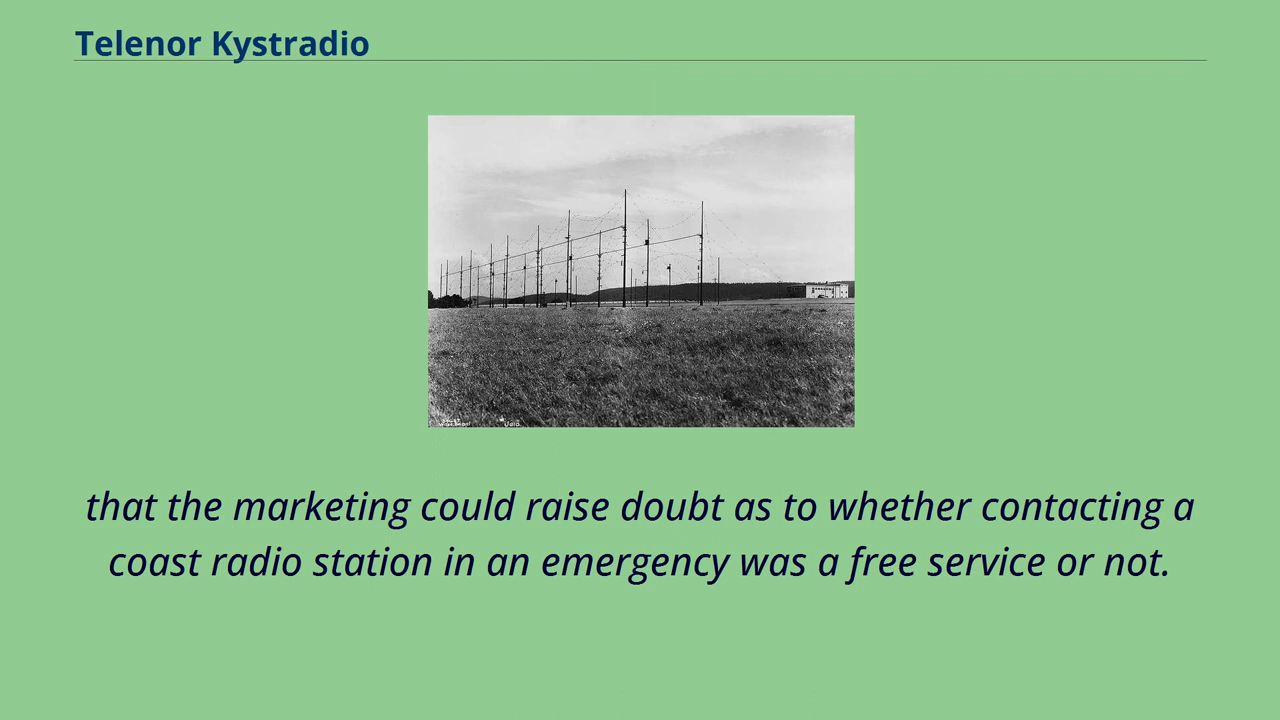 Telenor Kystradio
that the marketing could raise doubt as to whether contacting a
coast radio station in an emergency was a free service or not.